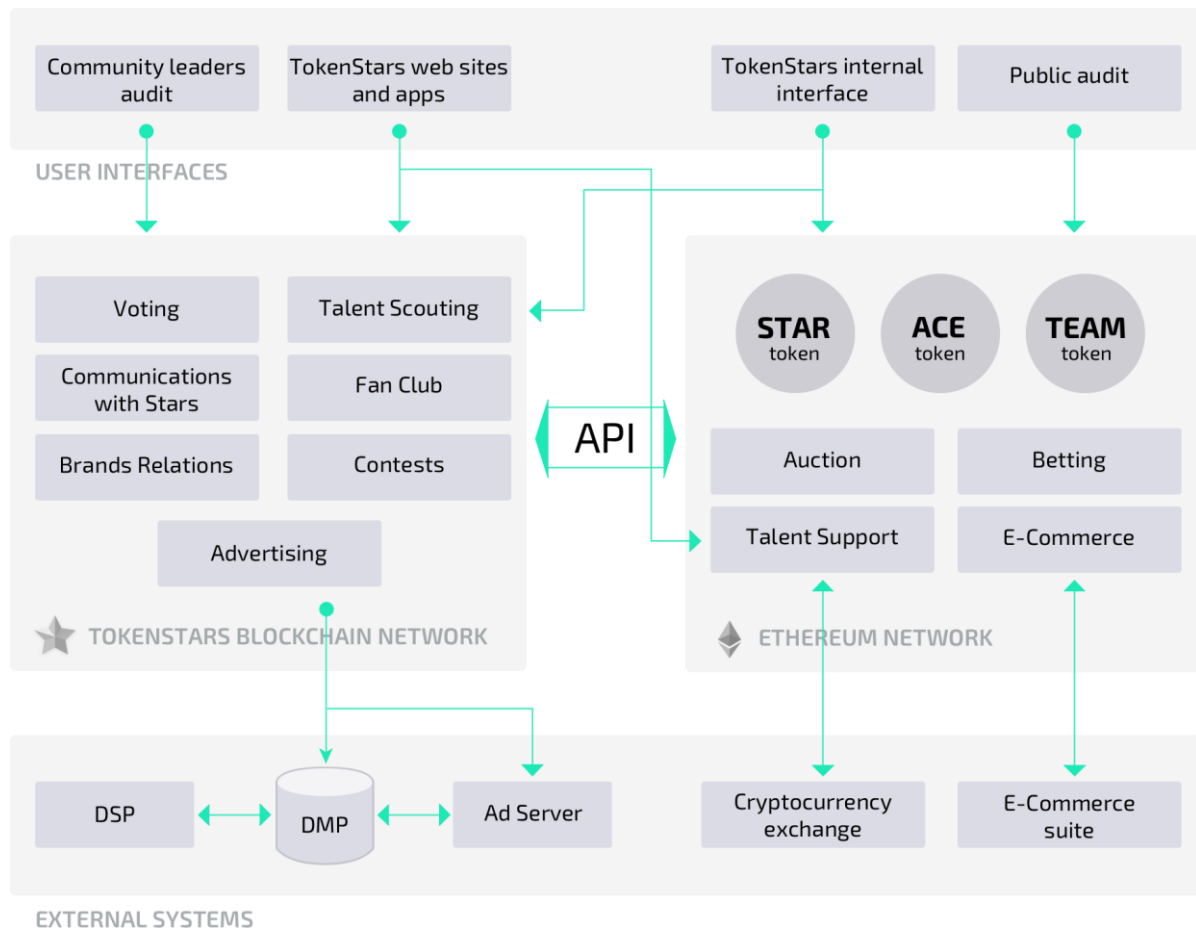 Community leaders
audit
TokenStars web sites
and apps
TokenStars internal
interface
Public audit
USER INTERFACES
Voting
Talent Scouting
Communications
with Stars
Fan Club
Brands Relations
Contests
Advertising
TOKENSTARS BLOCKCHAIN NETWORK
API
STAR
token
ACE
token
TEAM
token
Auction
Betting
Talent Support
E-Commerce
ETHEREUM NETWORK
DSP
DMP
Ad Server
Cryptocurrency
exchange
E-Commerce
suite
EXTERNAL SYSTEMS